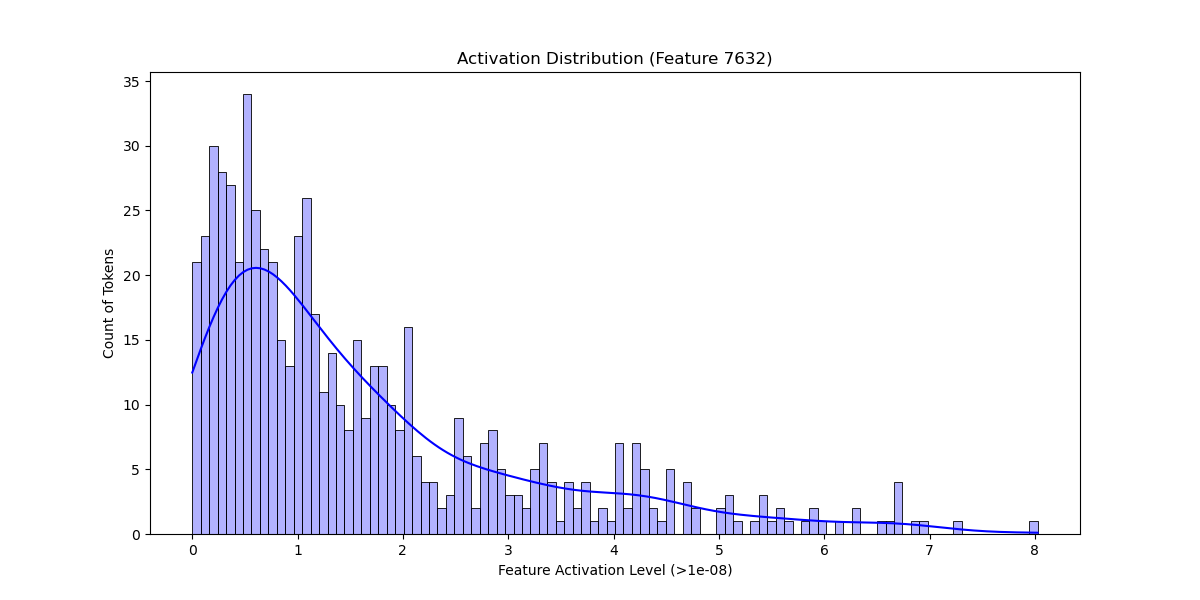 Activation Distribution (Feature 7632)
Count of Tokens
35
30
25
20
15
10
5
0
0 1 2 3 4 5 6 7 8
Feature Activation Level (>1e-08)